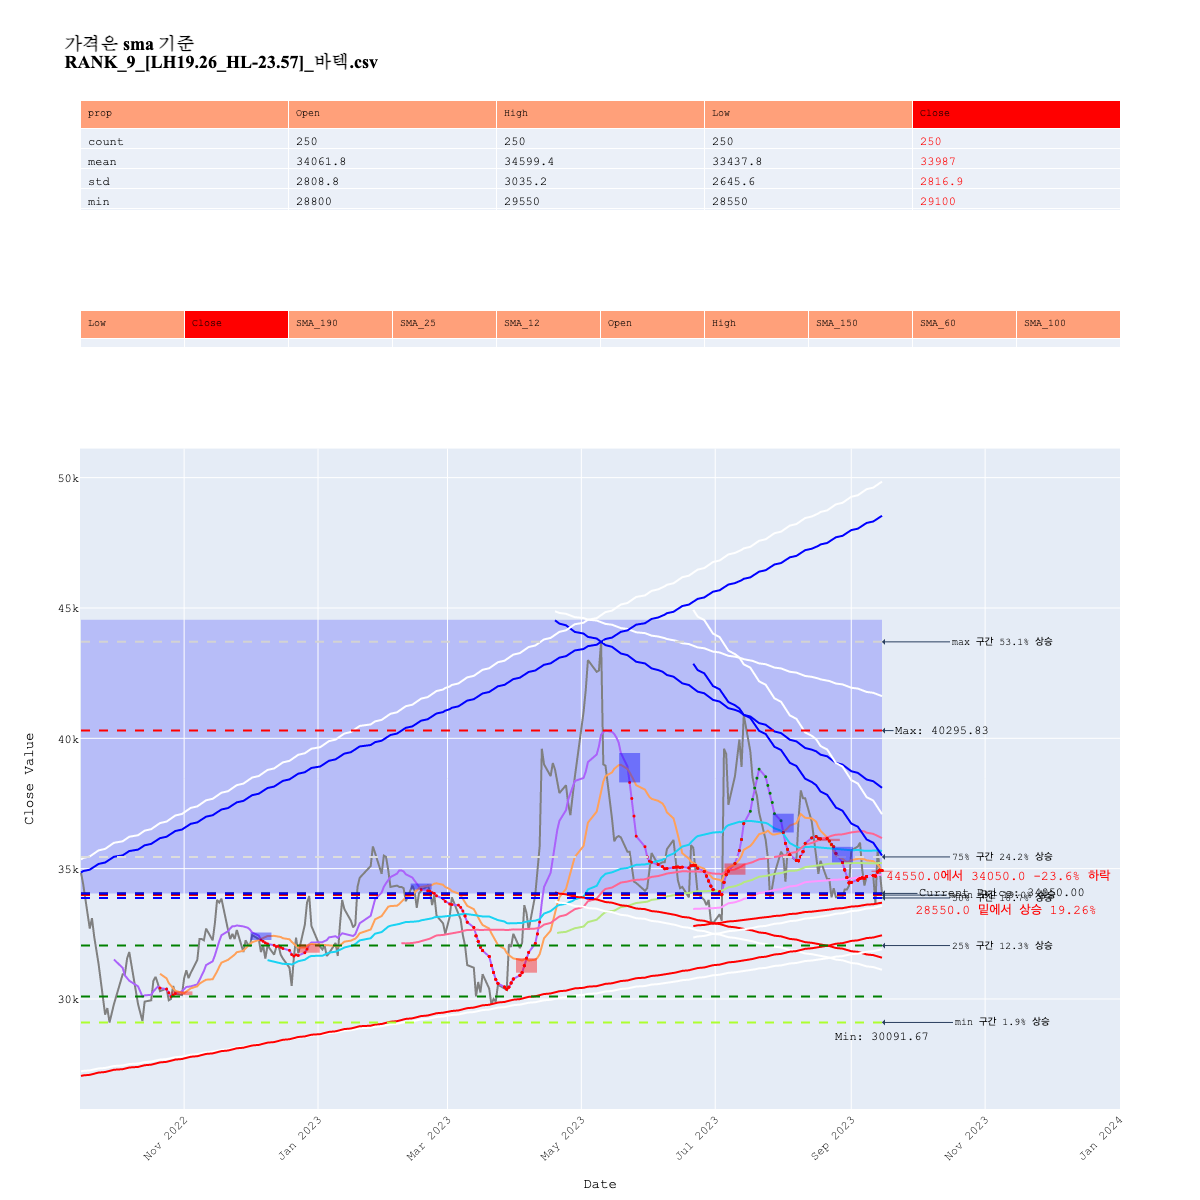 가격은 sma 기준
RANK_9_[LH19.26_HL-23.57]_바텍.csv
prop Open High Low Close
count 250 250 250 250
mean 34061.8 34599.4 33437.8 33987
std 2808.8 3035.2 2645.6 2816.9
min 28800 29550 28550 29100
Low Close SMA_190 SMA_25 SMA_12 Open High SMA_150 SMA_60 SMA_100
50k
45k
max 구간 53.1% 상승
40k
Max: 40295.83
Close Value
75% 구간 24.2% 상승
35k
44550.0에서 34050.0 -23.6% 하락
Current Price: 34050.00
28550.0 밑에서 상승 19.26%
25% 구간 12.3% 상승
30k
min 구간 1.9% 상승
Min: 30091.67
Nov 2022
Jan 2023
Mar 2023
May 2023
Jul 2023
Sep 2023
Nov 2023
Jan 2024
Date